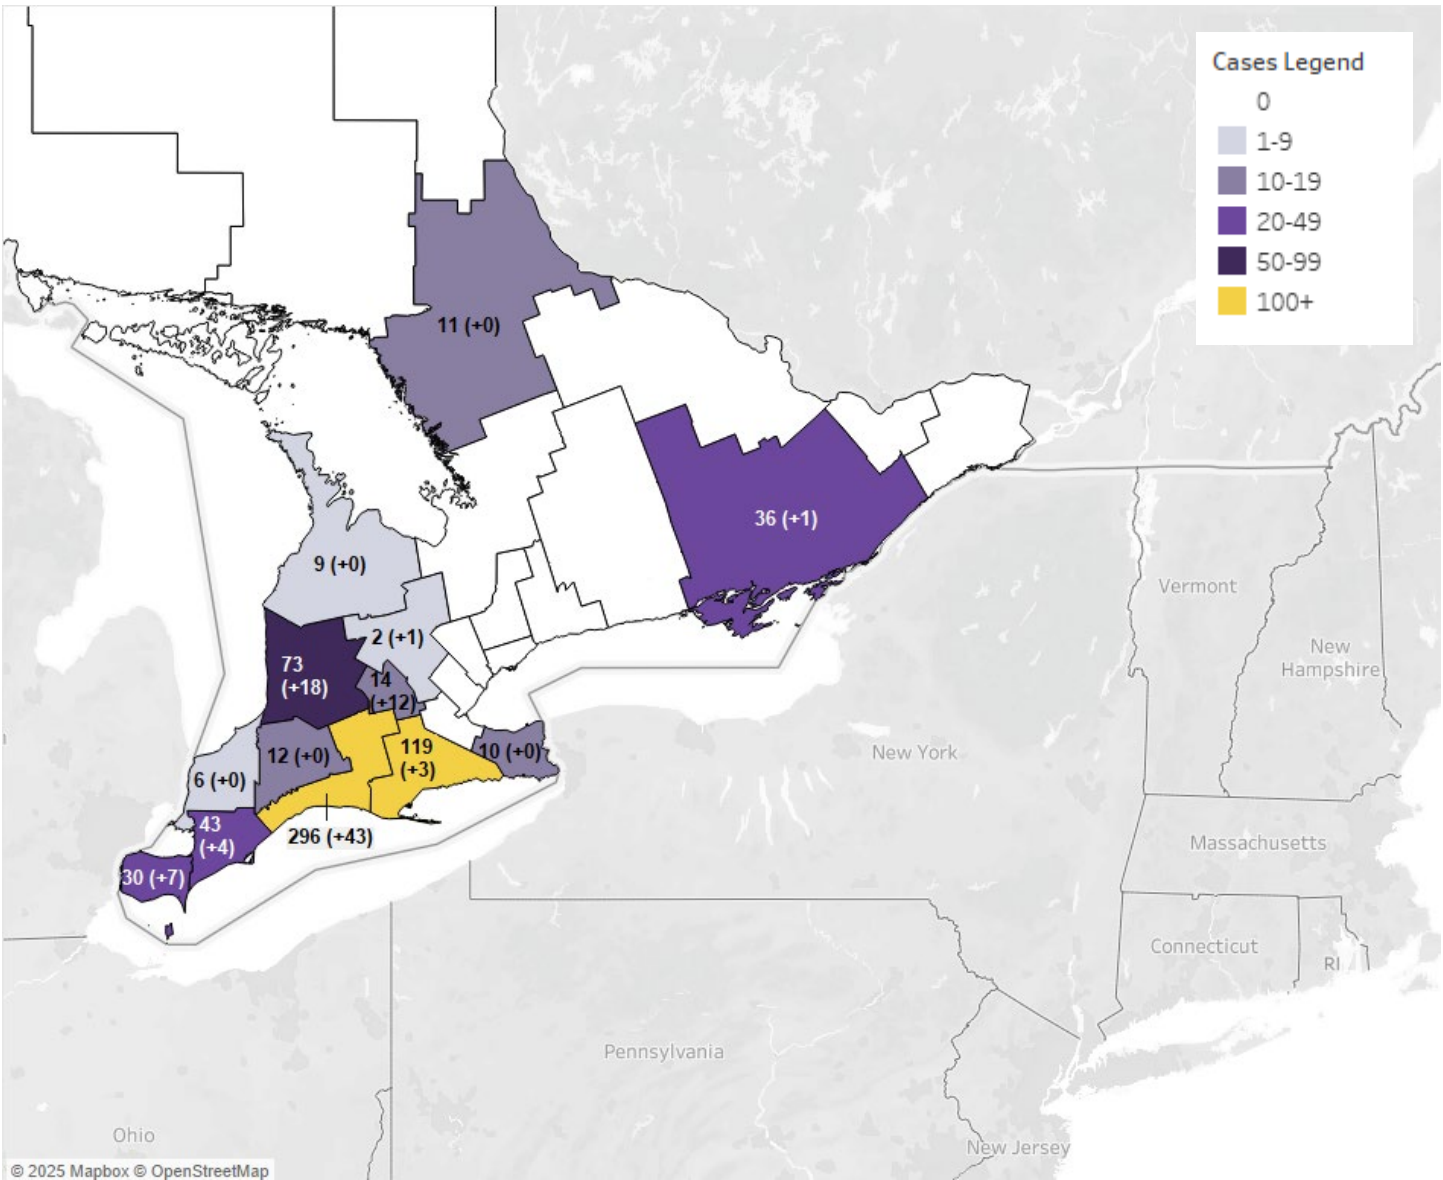 Cases Legend
0
1-9
10-19
20-49
50-99
100+
11 (+0)
36 (+1)
9 (+0)
Vermont
2 (+1)
New
Hampshire
73
(+18)
14
(+12)
119
(+3)
10 (+0)
New York
12 (+0)
6 (+0)
43
(+4)
296 (+43)
Massachusetts
30 (+7)
Connecticut
RI
Pennsylvania
Ohio
New Jersey
© 2025 Mapbox © OpenStreetMap